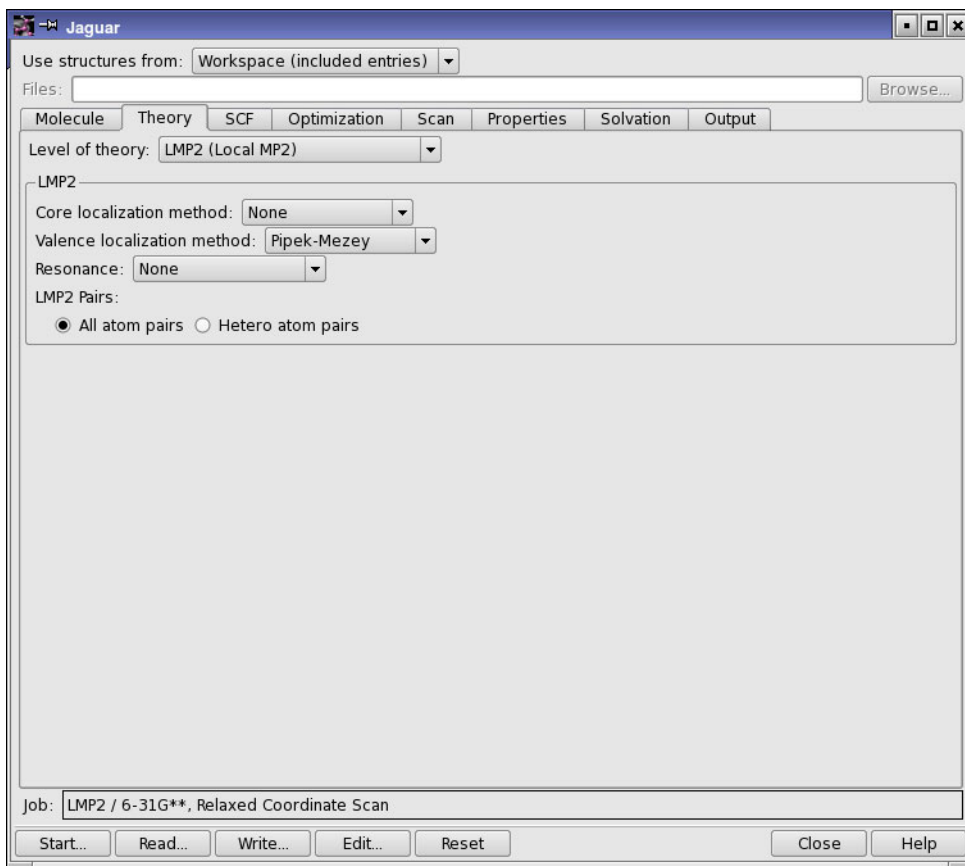 Jaguar
Use structures from: Workspace (included entries)
Files: Browse...
Molecule Theory SCF Optimization Scan Properties Solvation Output
Level of theory: LMP2 (Local MP2)
LMP2
Core localization method: None
Valence localization method: Pipek-Mezey
Resonance: None
LMP2 Pairs:
All atom pairs Hetero atom pairs
Job: LMP2 / 6-31G**, Relaxed Coordinate Scan
Start... Read... Write... Edit... Reset Close Help